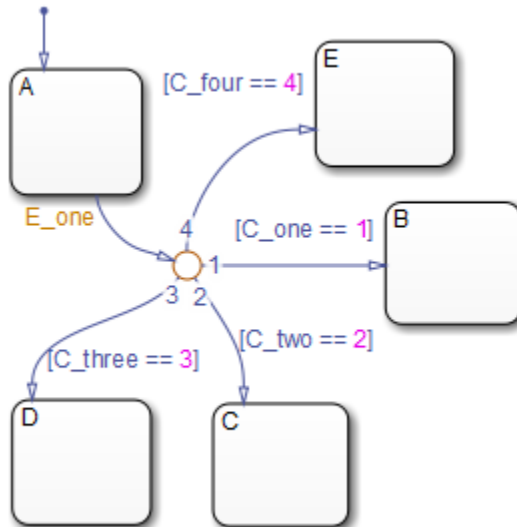 A
E
[C_four == 4]
E_one
4
[C_one == 1]
B
1
3
2
[C_two == 2]
[C_three == 3]
D
C